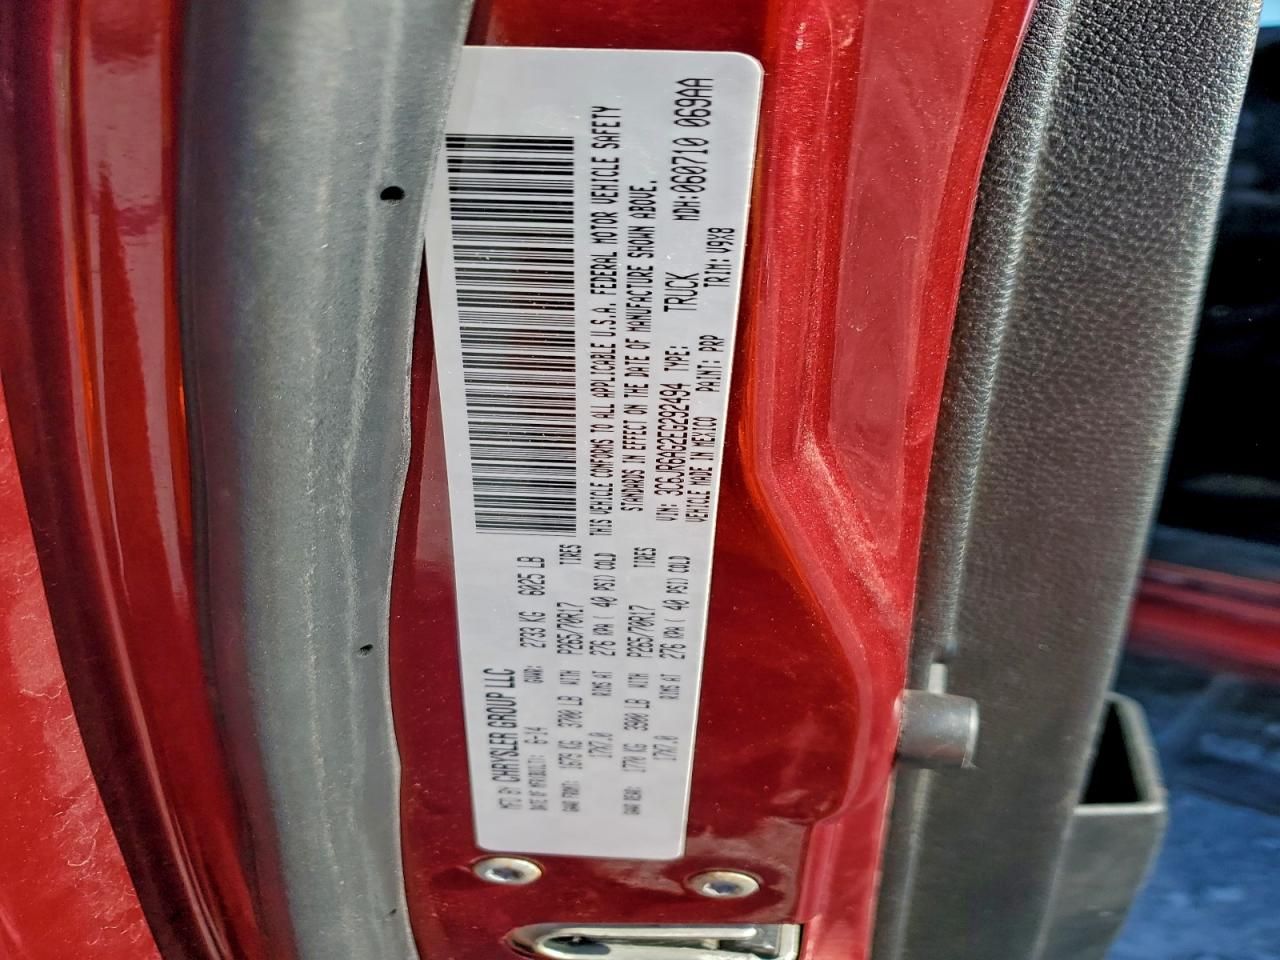 MFD BY CHRYSLER GROUP LLC
DATE OF MFR/BUILT: 6-14 GVWR: 2733 KG 6025 LB
GAWR FRONT: 1679 KG 3700 LB WITH P265/70R17 TIRES
17X7.0 RIMS AT 276 KPA ( 40 PSI) COLD
GAWR REAR: 1770 KG 3900 LB WITH P265/70R17 TIRES
17X7.0 RIMS AT 276 KPA ( 40 PSI) COLD
THIS VEHICLE CONFORMS TO ALL APPLICABLE U.S.A. FEDERAL MOTOR VEHICLE SAFETY
STANDARDS IN EFFECT ON THE DATE OF MANUFACTURE SHOWN ABOVE.
VIN: 3C6JR6AG2EG292494 TYPE: TRUCK MDH:060710 069AA
VEHICLE MADE IN MEXICO PAINT: PRP TRIM: V9X8